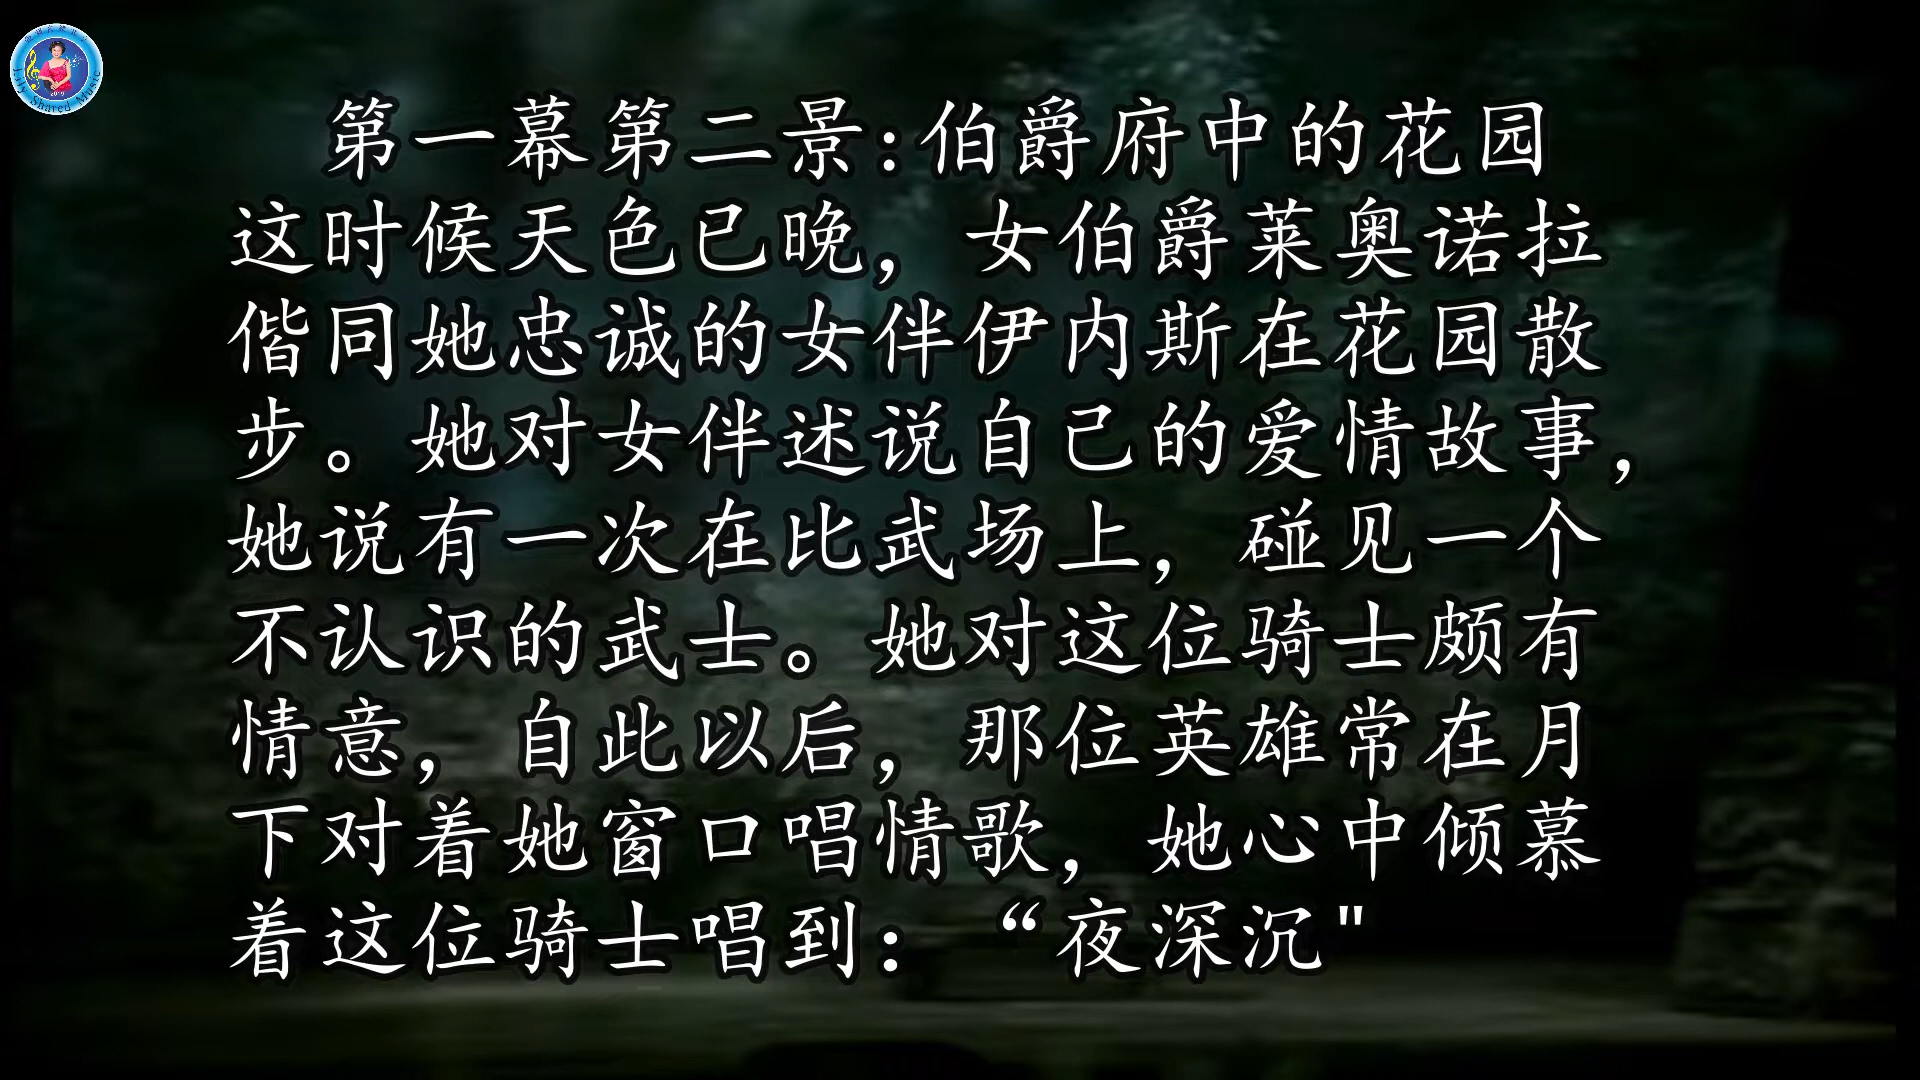 第一幕第二景:伯爵府中的花园
这时候天色已晚，女伯爵莱奥诺拉
偕同她忠诚的女伴伊内斯在花园散
步。她对女伴述说自己的爱情故事，
她说有一次在比武场上，碰见一个
不认识的武士。她对这位骑士颇有
情意，自此以后，那位英雄常在月
下对着她窗口唱情歌，她心中倾慕
着这位骑士唱到：“夜深沉"
Lily Shared Music
2019